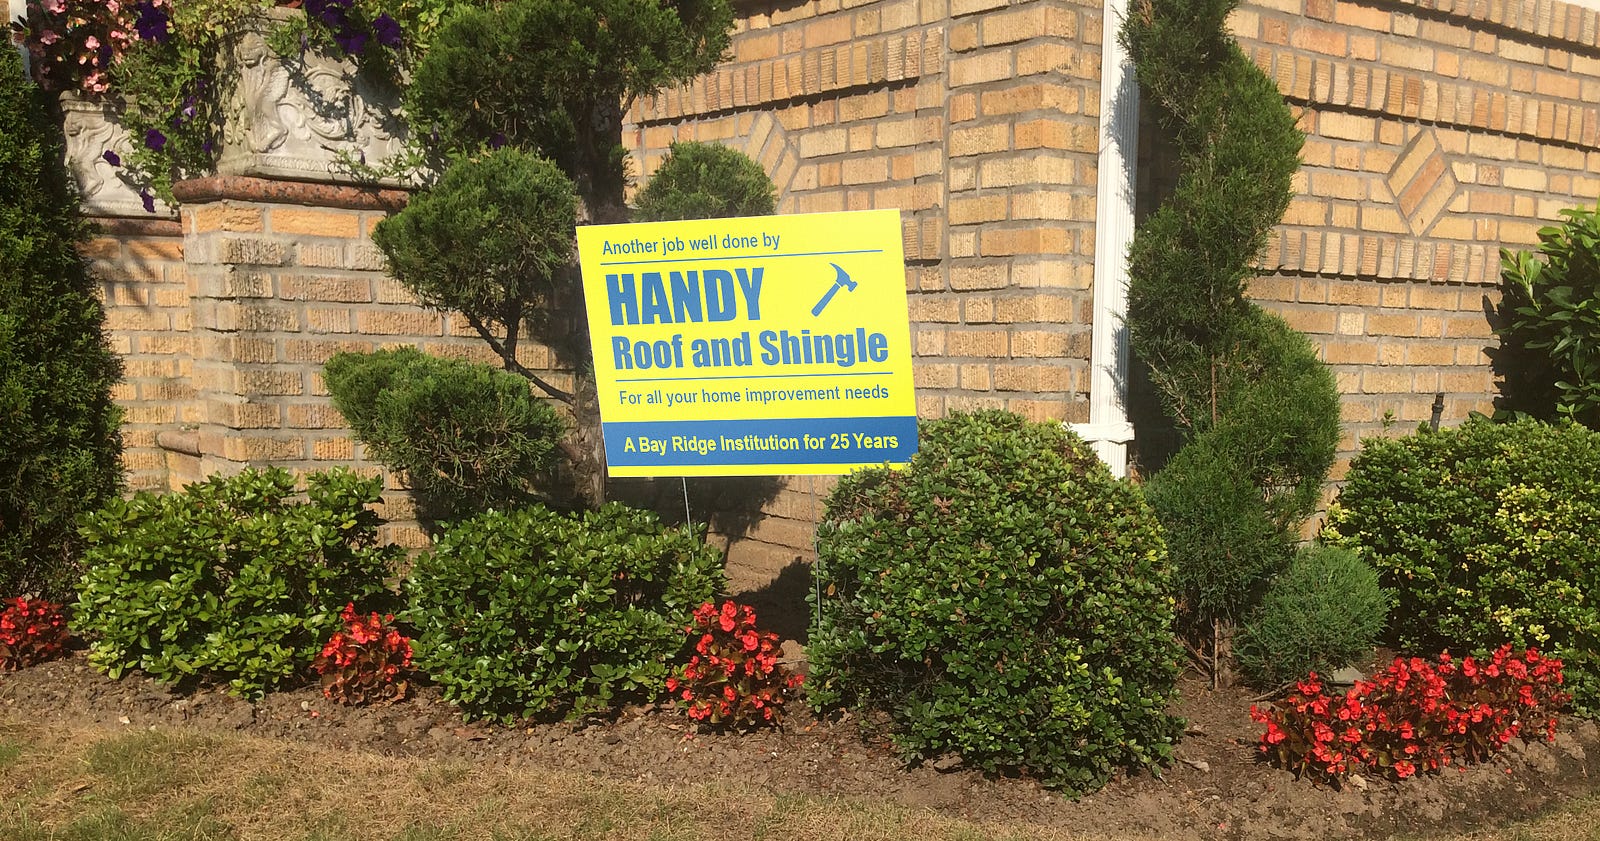 Another job well done by
HANDY
Roof and Shingle
For all your home improvement needs
A Bay Ridge Institution for 25 Years